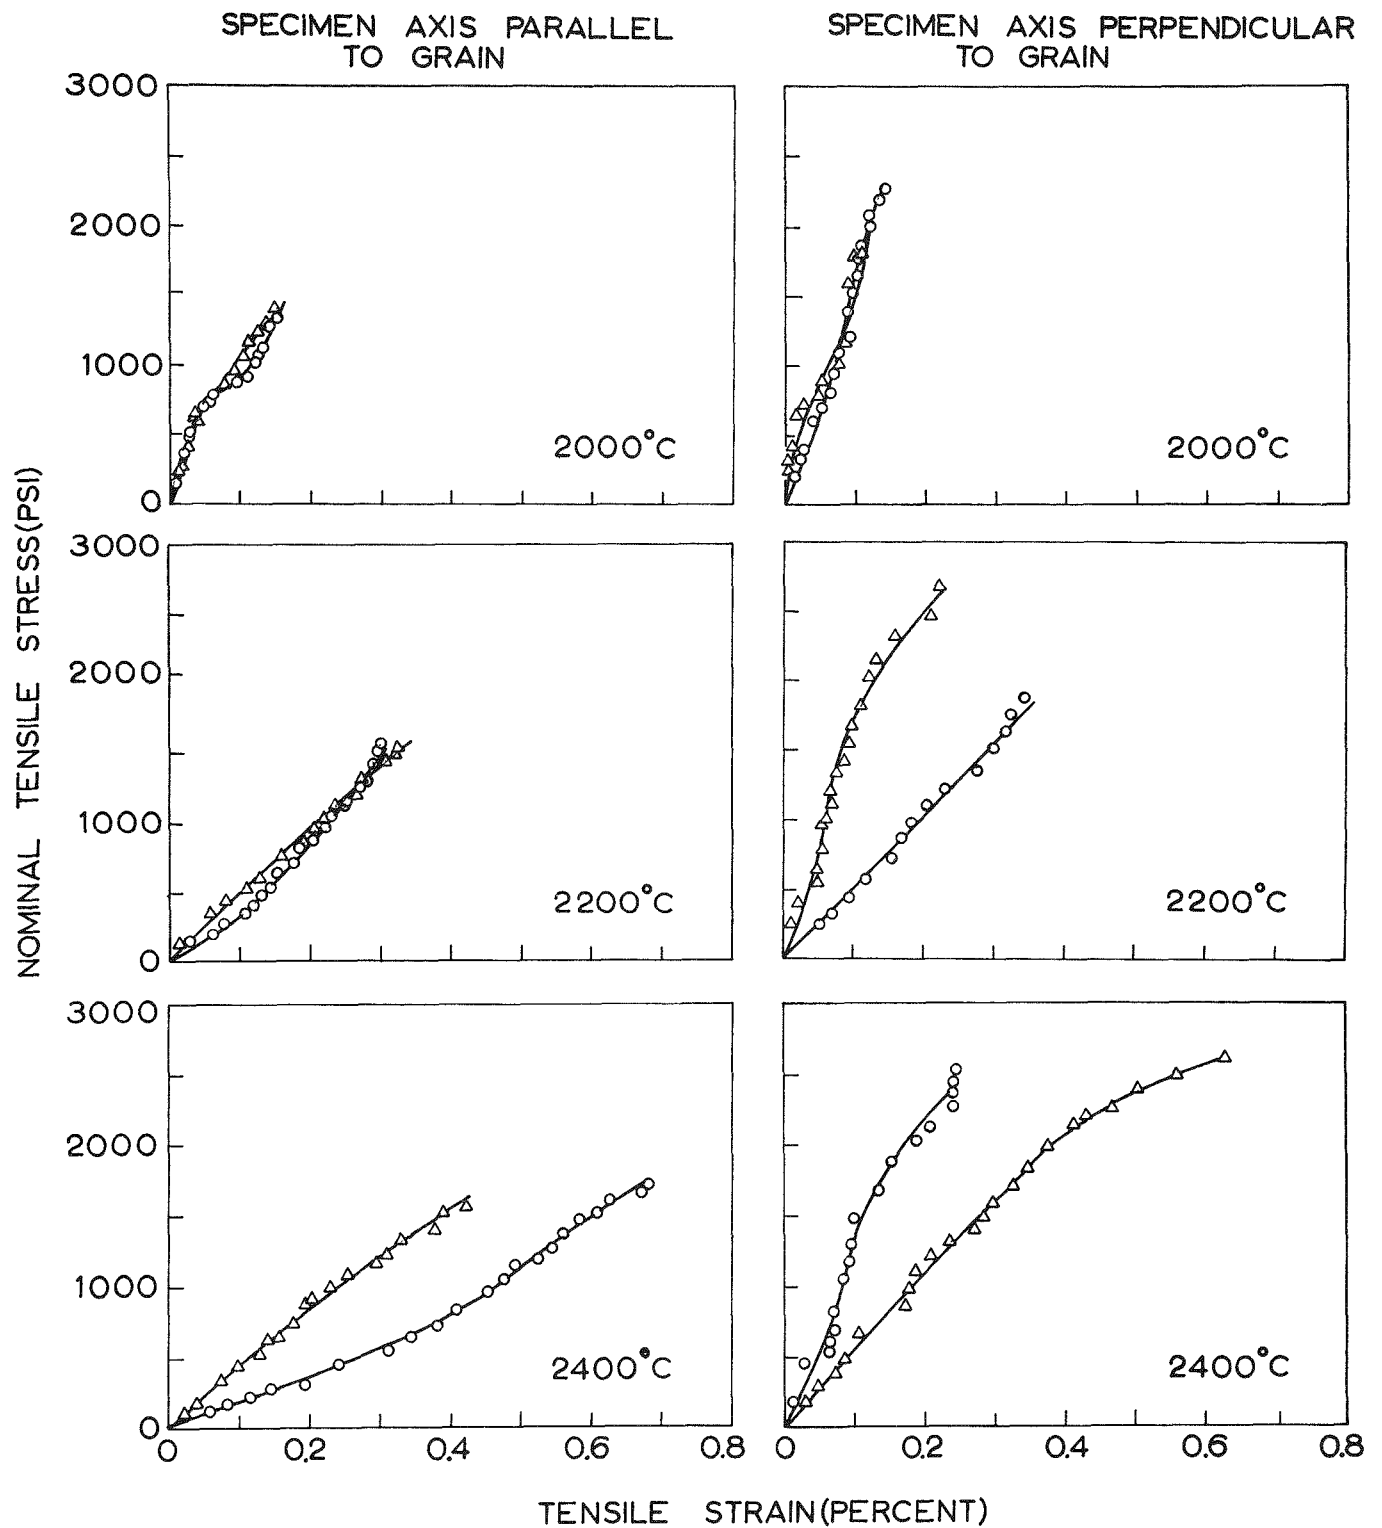 SPECIMEN AXIS PARALLEL
TO GRAIN
SPECIMEN AXIS PERPENDICULAR
TO GRAIN
3000
2000
1000
0
2000°C
2000°C
3000
2000
1000
0
2200°C
2200°C
3000
2000
1000
0
2400°C
2400°C
0 0.2 0.4 0.6 0.8
0 0.2 0.4 0.6 0.8
NOMINAL TENSILE STRESS(PSI)
TENSILE STRAIN(PERCENT)